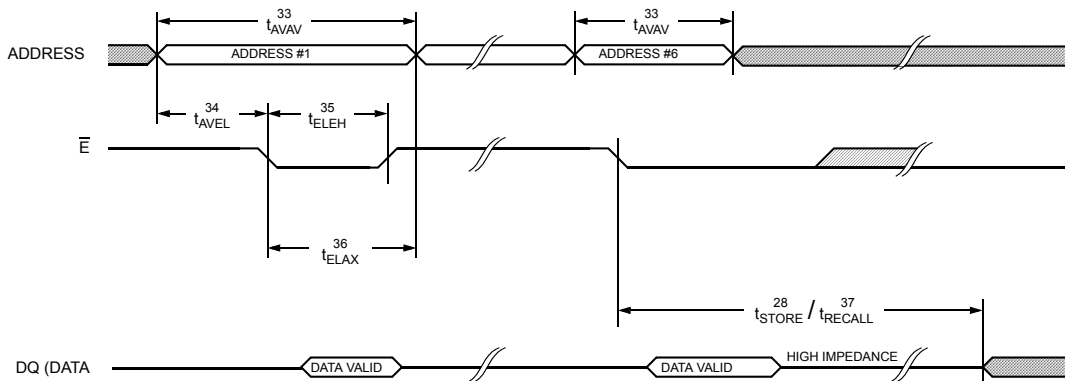 33
tAVAV
33
tAVAV
ADDRESS
ADDRESS #1
ADDRESS #6
34
tAVEL
35
tELEH
E
36
tELAX
28 37
tSTORE / tRECALL
DQ (DATA
DATA VALID
DATA VALID
HIGH IMPEDANCE